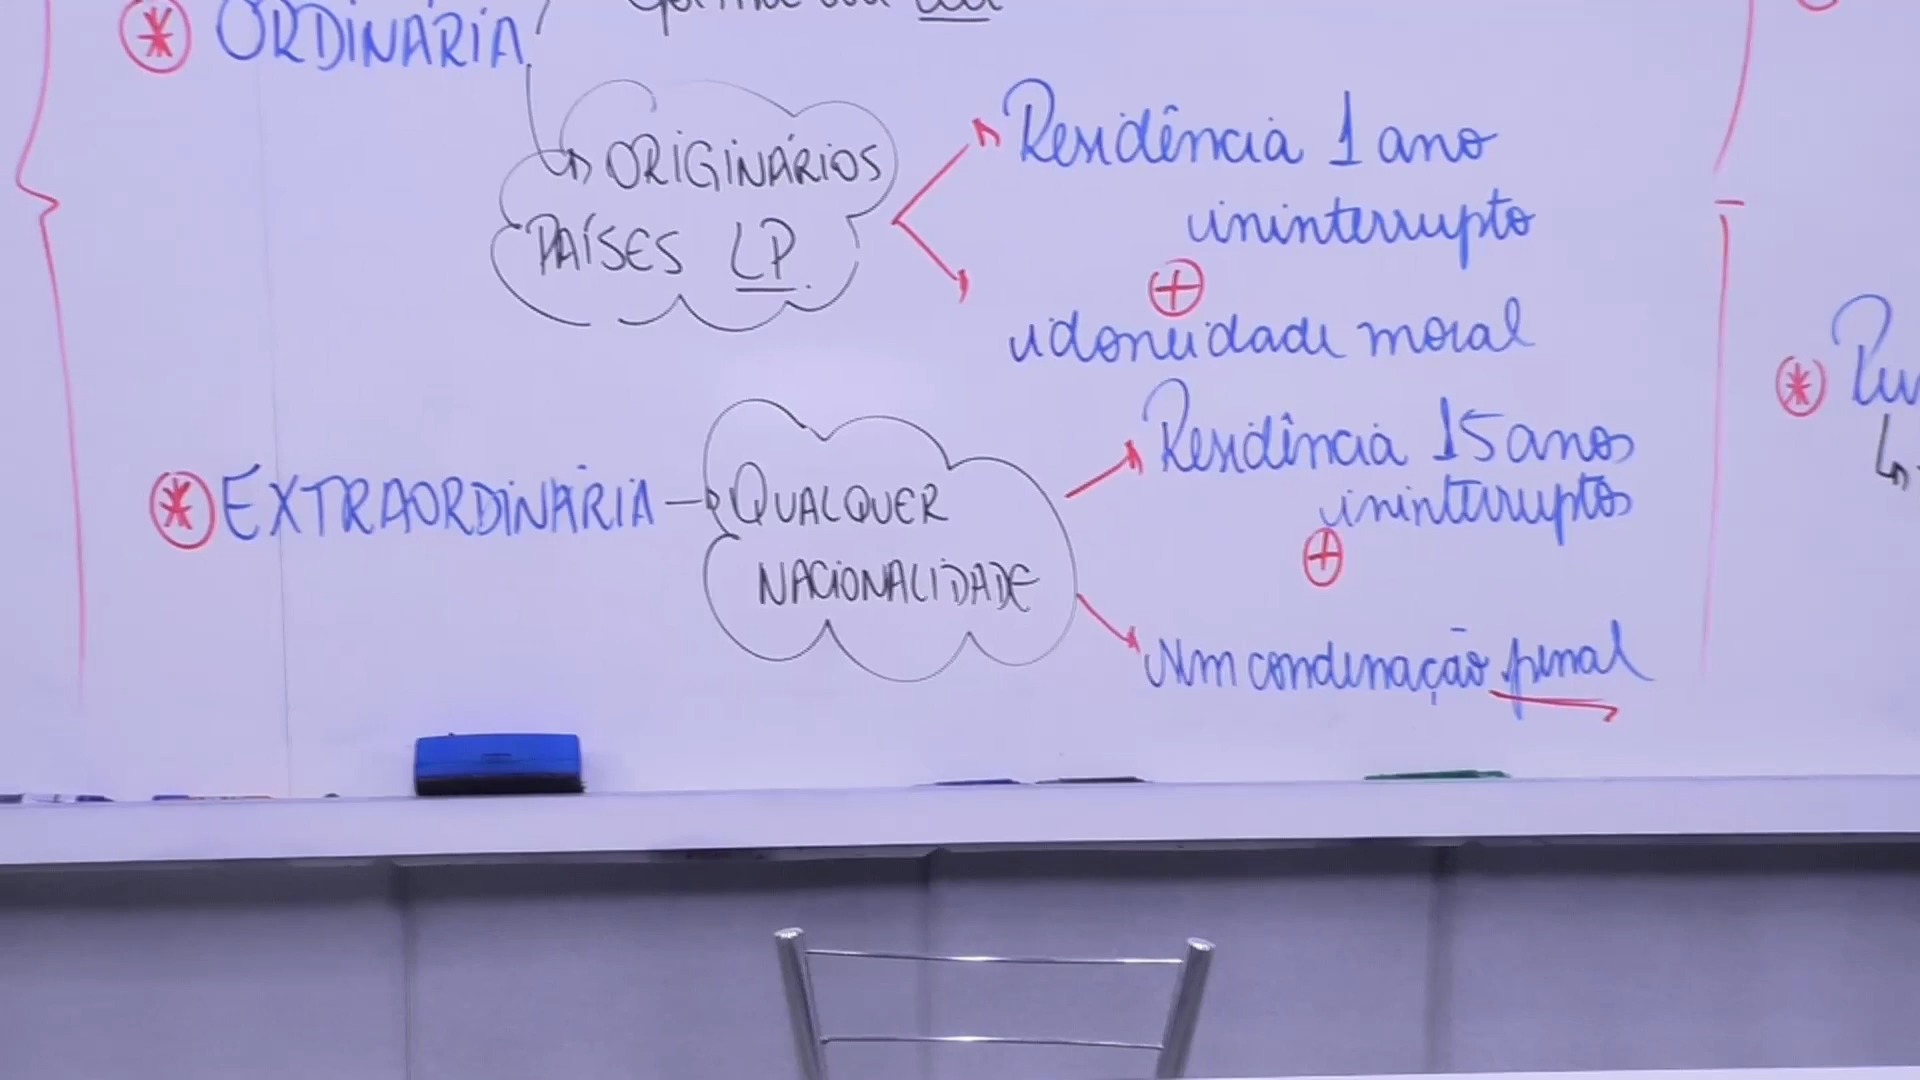 * ORDINÁRIA
ORIGINÁRIOS
PAÍSES LP.
Residência 1 ano
ininterrupto
+
idoneidade moral
* EXTRAORDINÁRIA
QUALQUER
NACIONALIDADE
Residência 15 anos
ininterruptos
+
Nem condenação penal
*